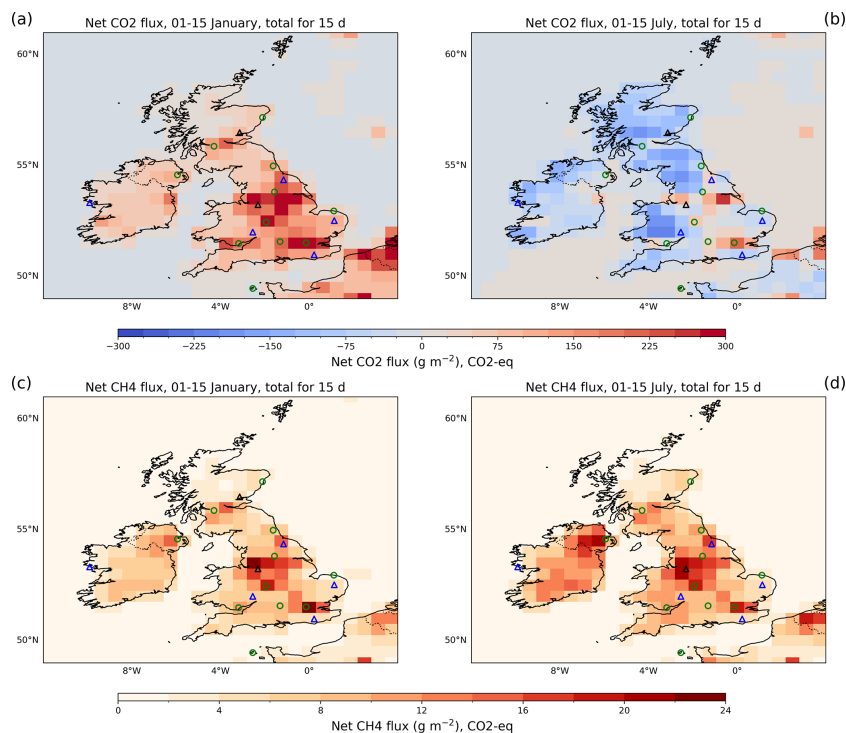 (a) Net CO2 flux, 01-15 January, total for 15 d
Net CO2 flux, 01-15 July, total for 15 d (b)
60°N 60°N
55°N 55°N
50°N 50°N
8°W 4°W 0° 8°W 4°W 0°
−300 −225 −150 −75 0 75 150 225 300
Net CO2 flux (g m⁻²), CO2-eq
(c) Net CH4 flux, 01-15 January, total for 15 d
Net CH4 flux, 01-15 July, total for 15 d (d)
60°N 60°N
55°N 55°N
50°N 50°N
8°W 4°W 0° 8°W 4°W 0°
0 4 8 12 16 20 24
Net CH4 flux (g m⁻²), CO2-eq